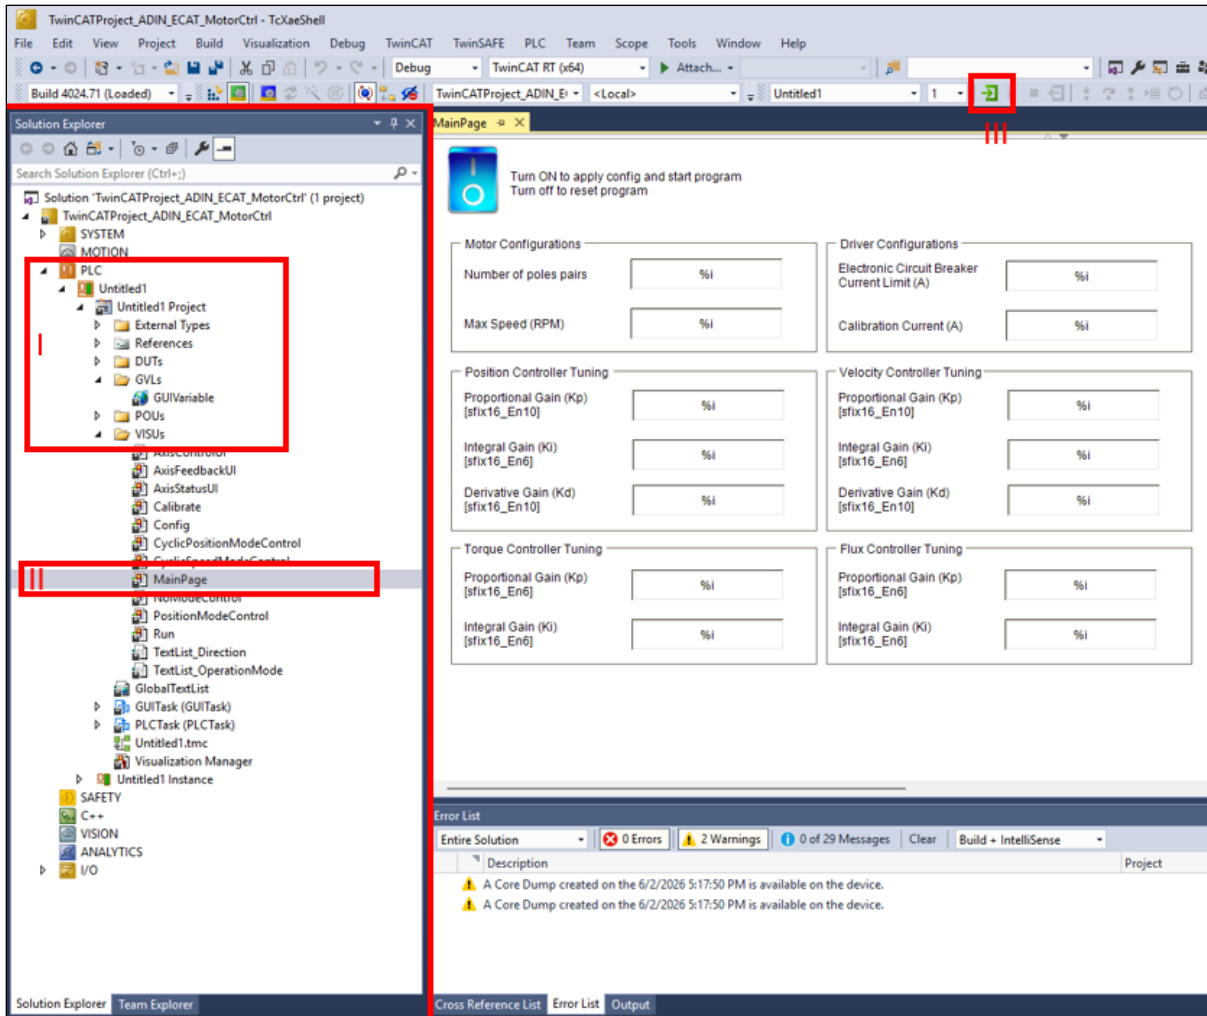 TwinCATProject_ADIN_ECAT_MotorCtrl - TcXaeShell
File Edit View Project Build Visualization Debug TwinCAT TwinSAFE PLC Team Scope Tools Window Help
Debug TwinCAT RT (x64) Attach...
Build 4024.71 (Loaded) TwinCATProject_ADIN_E <Local> Untitled1 1
III
Solution Explorer
Search Solution Explorer (Ctrl+;)
Solution 'TwinCATProject_ADIN_ECAT_MotorCtrl' (1 project)
TwinCATProject_ADIN_ECAT_MotorCtrl
SYSTEM
MOTION
PLC
Untitled1
Untitled1 Project
External Types
I
References
DUTs
GVLs
GUIVariable
POUs
VISUs
AxisControlUI
AxisFeedbackUI
AxisStatusUI
Calibrate
Config
CyclicPositionModeControl
CyclicSpeedModeControl
II
MainPage
NoModeControl
PositionModeControl
Run
TextList_Direction
TextList_OperationMode
GlobalTextList
GUITask (GUITask)
PLCTask (PLCTask)
Untitled1.tmc
Visualization Manager
Untitled1 Instance
SAFETY
C++
VISION
ANALYTICS
I/O
Solution Explorer Team Explorer
MainPage
Turn ON to apply config and start program
Turn off to reset program
Motor Configurations
Number of poles pairs %i
Max Speed (RPM) %i
Driver Configurations
Electronic Circuit Breaker
Current Limit (A) %i
Calibration Current (A) %i
Position Controller Tuning
Proportional Gain (Kp)
[sfix16_En10] %i
Integral Gain (Ki)
[sfix16_En6] %i
Derivative Gain (Kd)
[sfix16_En10] %i
Velocity Controller Tuning
Proportional Gain (Kp)
[sfix16_En10] %i
Integral Gain (Ki)
[sfix16_En6] %i
Derivative Gain (Kd)
[sfix16_En10] %i
Torque Controller Tuning
Proportional Gain (Kp)
[sfix16_En6] %i
Integral Gain (Ki)
[sfix16_En6] %i
Flux Controller Tuning
Proportional Gain (Kp)
[sfix16_En6] %i
Integral Gain (Ki)
[sfix16_En6] %i
Error List
Entire Solution 0 Errors 2 Warnings 0 of 29 Messages Clear Build + IntelliSense
Description Project
A Core Dump created on the 6/2/2026 5:17:50 PM is available on the device.
A Core Dump created on the 6/2/2026 5:17:50 PM is available on the device.
Cross Reference List Error List Output